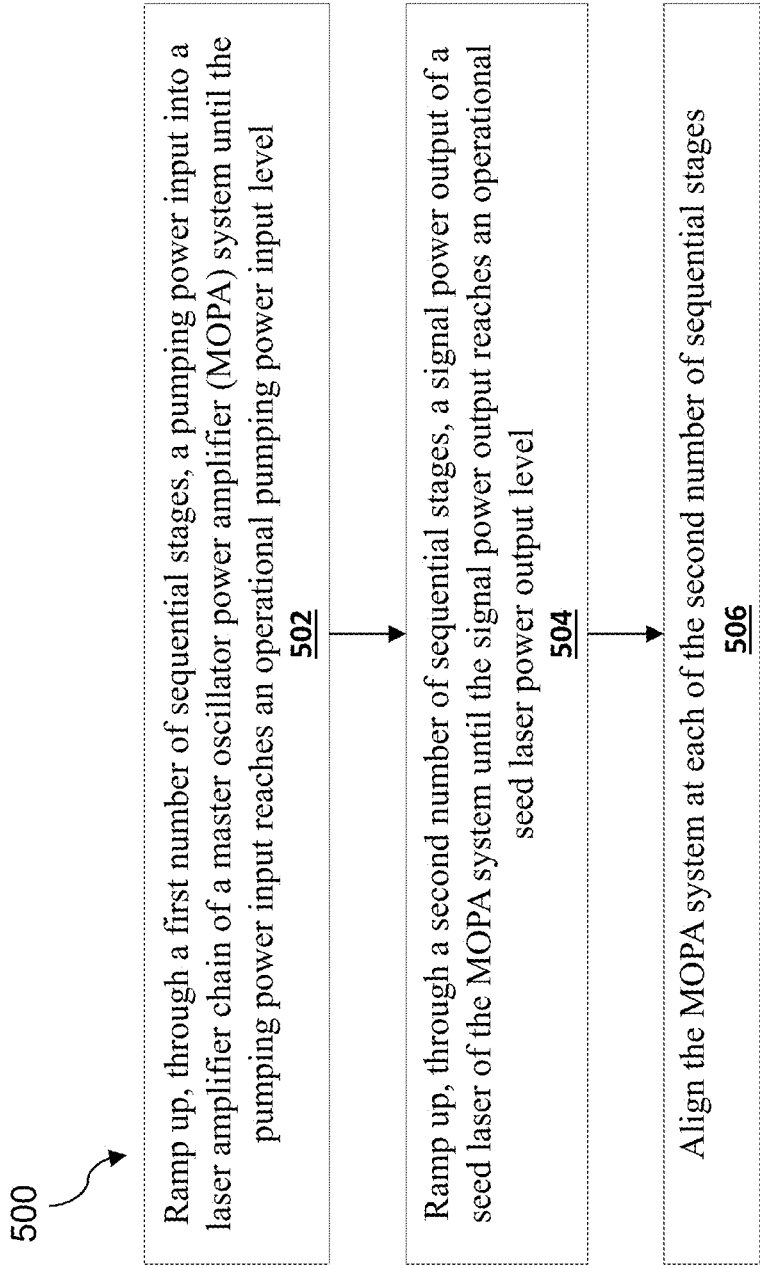 500
Ramp up, through a first number of sequential stages, a pumping power input into a
laser amplifier chain of a master oscillator power amplifier (MOPA) system until the
pumping power input reaches an operational pumping power input level
502
Ramp up, through a second number of sequential stages, a signal power output of a
seed laser of the MOPA system until the signal power output reaches an operational
seed laser power output level
504
Align the MOPA system at each of the second number of sequential stages
506